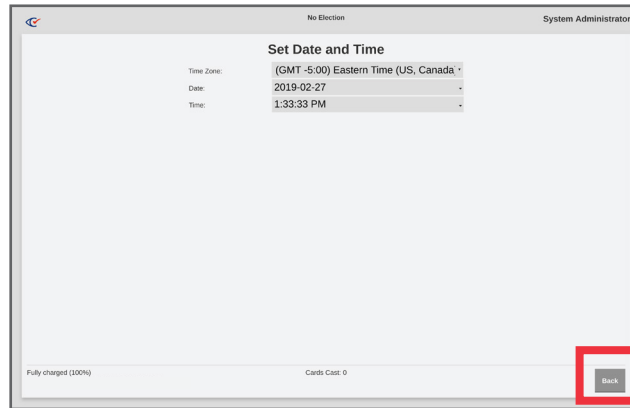 No Election
System Administrator
Set Date and Time
Time Zone: (GMT -5:00) Eastern Time (US, Canada
Date: 2019-02-27
Time: 1:33:33 PM
Fully charged (100%)
Cards Cast: 0
Back